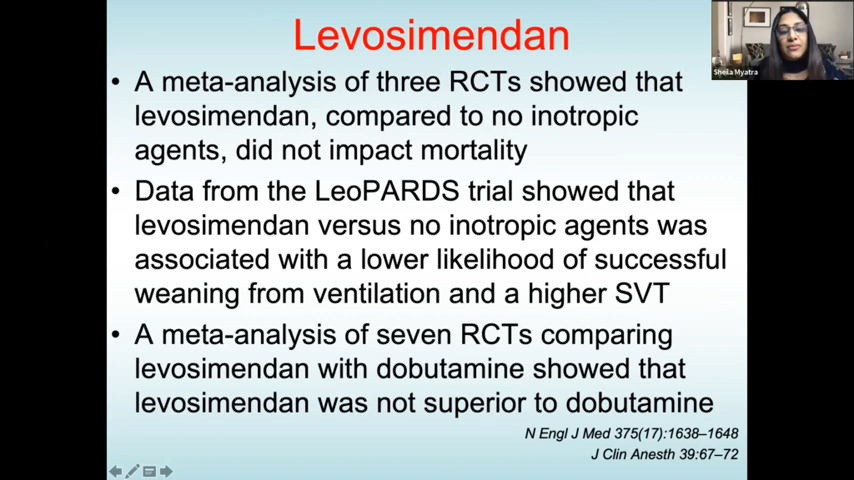 Levosimendan
Sheila Myatra
• A meta-analysis of three RCTs showed that
levosimendan, compared to no inotropic
agents, did not impact mortality
• Data from the LeoPARDS trial showed that
levosimendan versus no inotropic agents was
associated with a lower likelihood of successful
weaning from ventilation and a higher SVT
• A meta-analysis of seven RCTs comparing
levosimendan with dobutamine showed that
levosimendan was not superior to dobutamine
N Engl J Med 375(17):1638–1648
J Clin Anesth 39:67–72